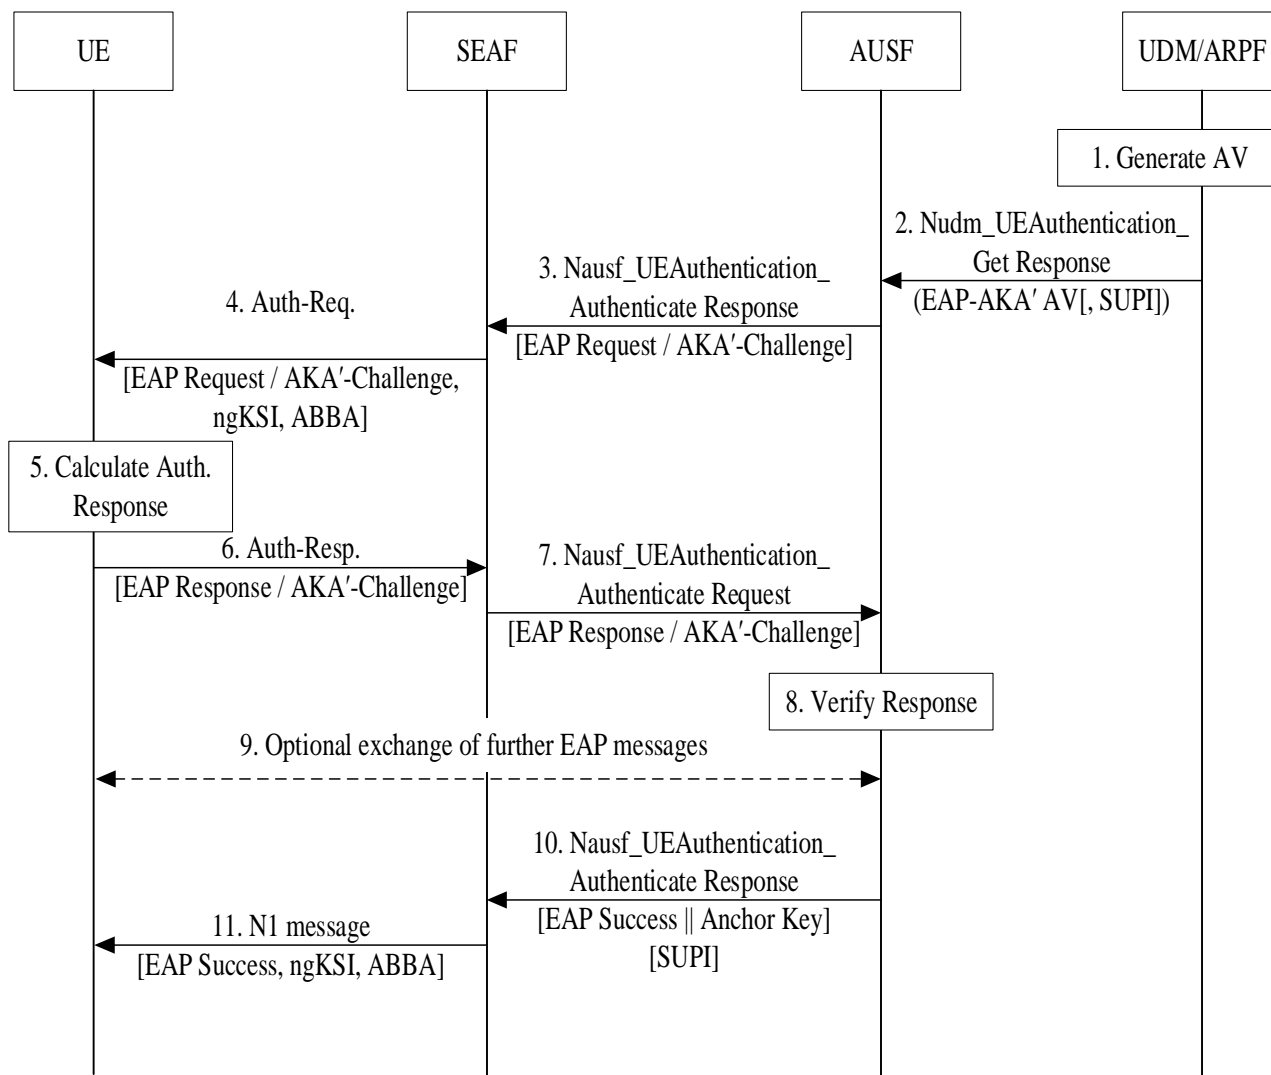 UE
SEAF
AUSF
UDM/ARPF
1. Generate AV
2. Nudm_UEAuthentication_
Get Response
(EAP-AKA′ AV[, SUPI])
3. Nausf_UEAuthentication_
Authenticate Response
[EAP Request / AKA′-Challenge]
4. Auth-Req.
[EAP Request / AKA′-Challenge,
ngKSI, ABBA]
5. Calculate Auth.
Response
6. Auth-Resp.
[EAP Response / AKA′-Challenge]
7. Nausf_UEAuthentication_
Authenticate Request
[EAP Response / AKA′-Challenge]
8. Verify Response
9. Optional exchange of further EAP messages
10. Nausf_UEAuthentication_
Authenticate Response
[EAP Success || Anchor Key]
[SUPI]
11. N1 message
[EAP Success, ngKSI, ABBA]